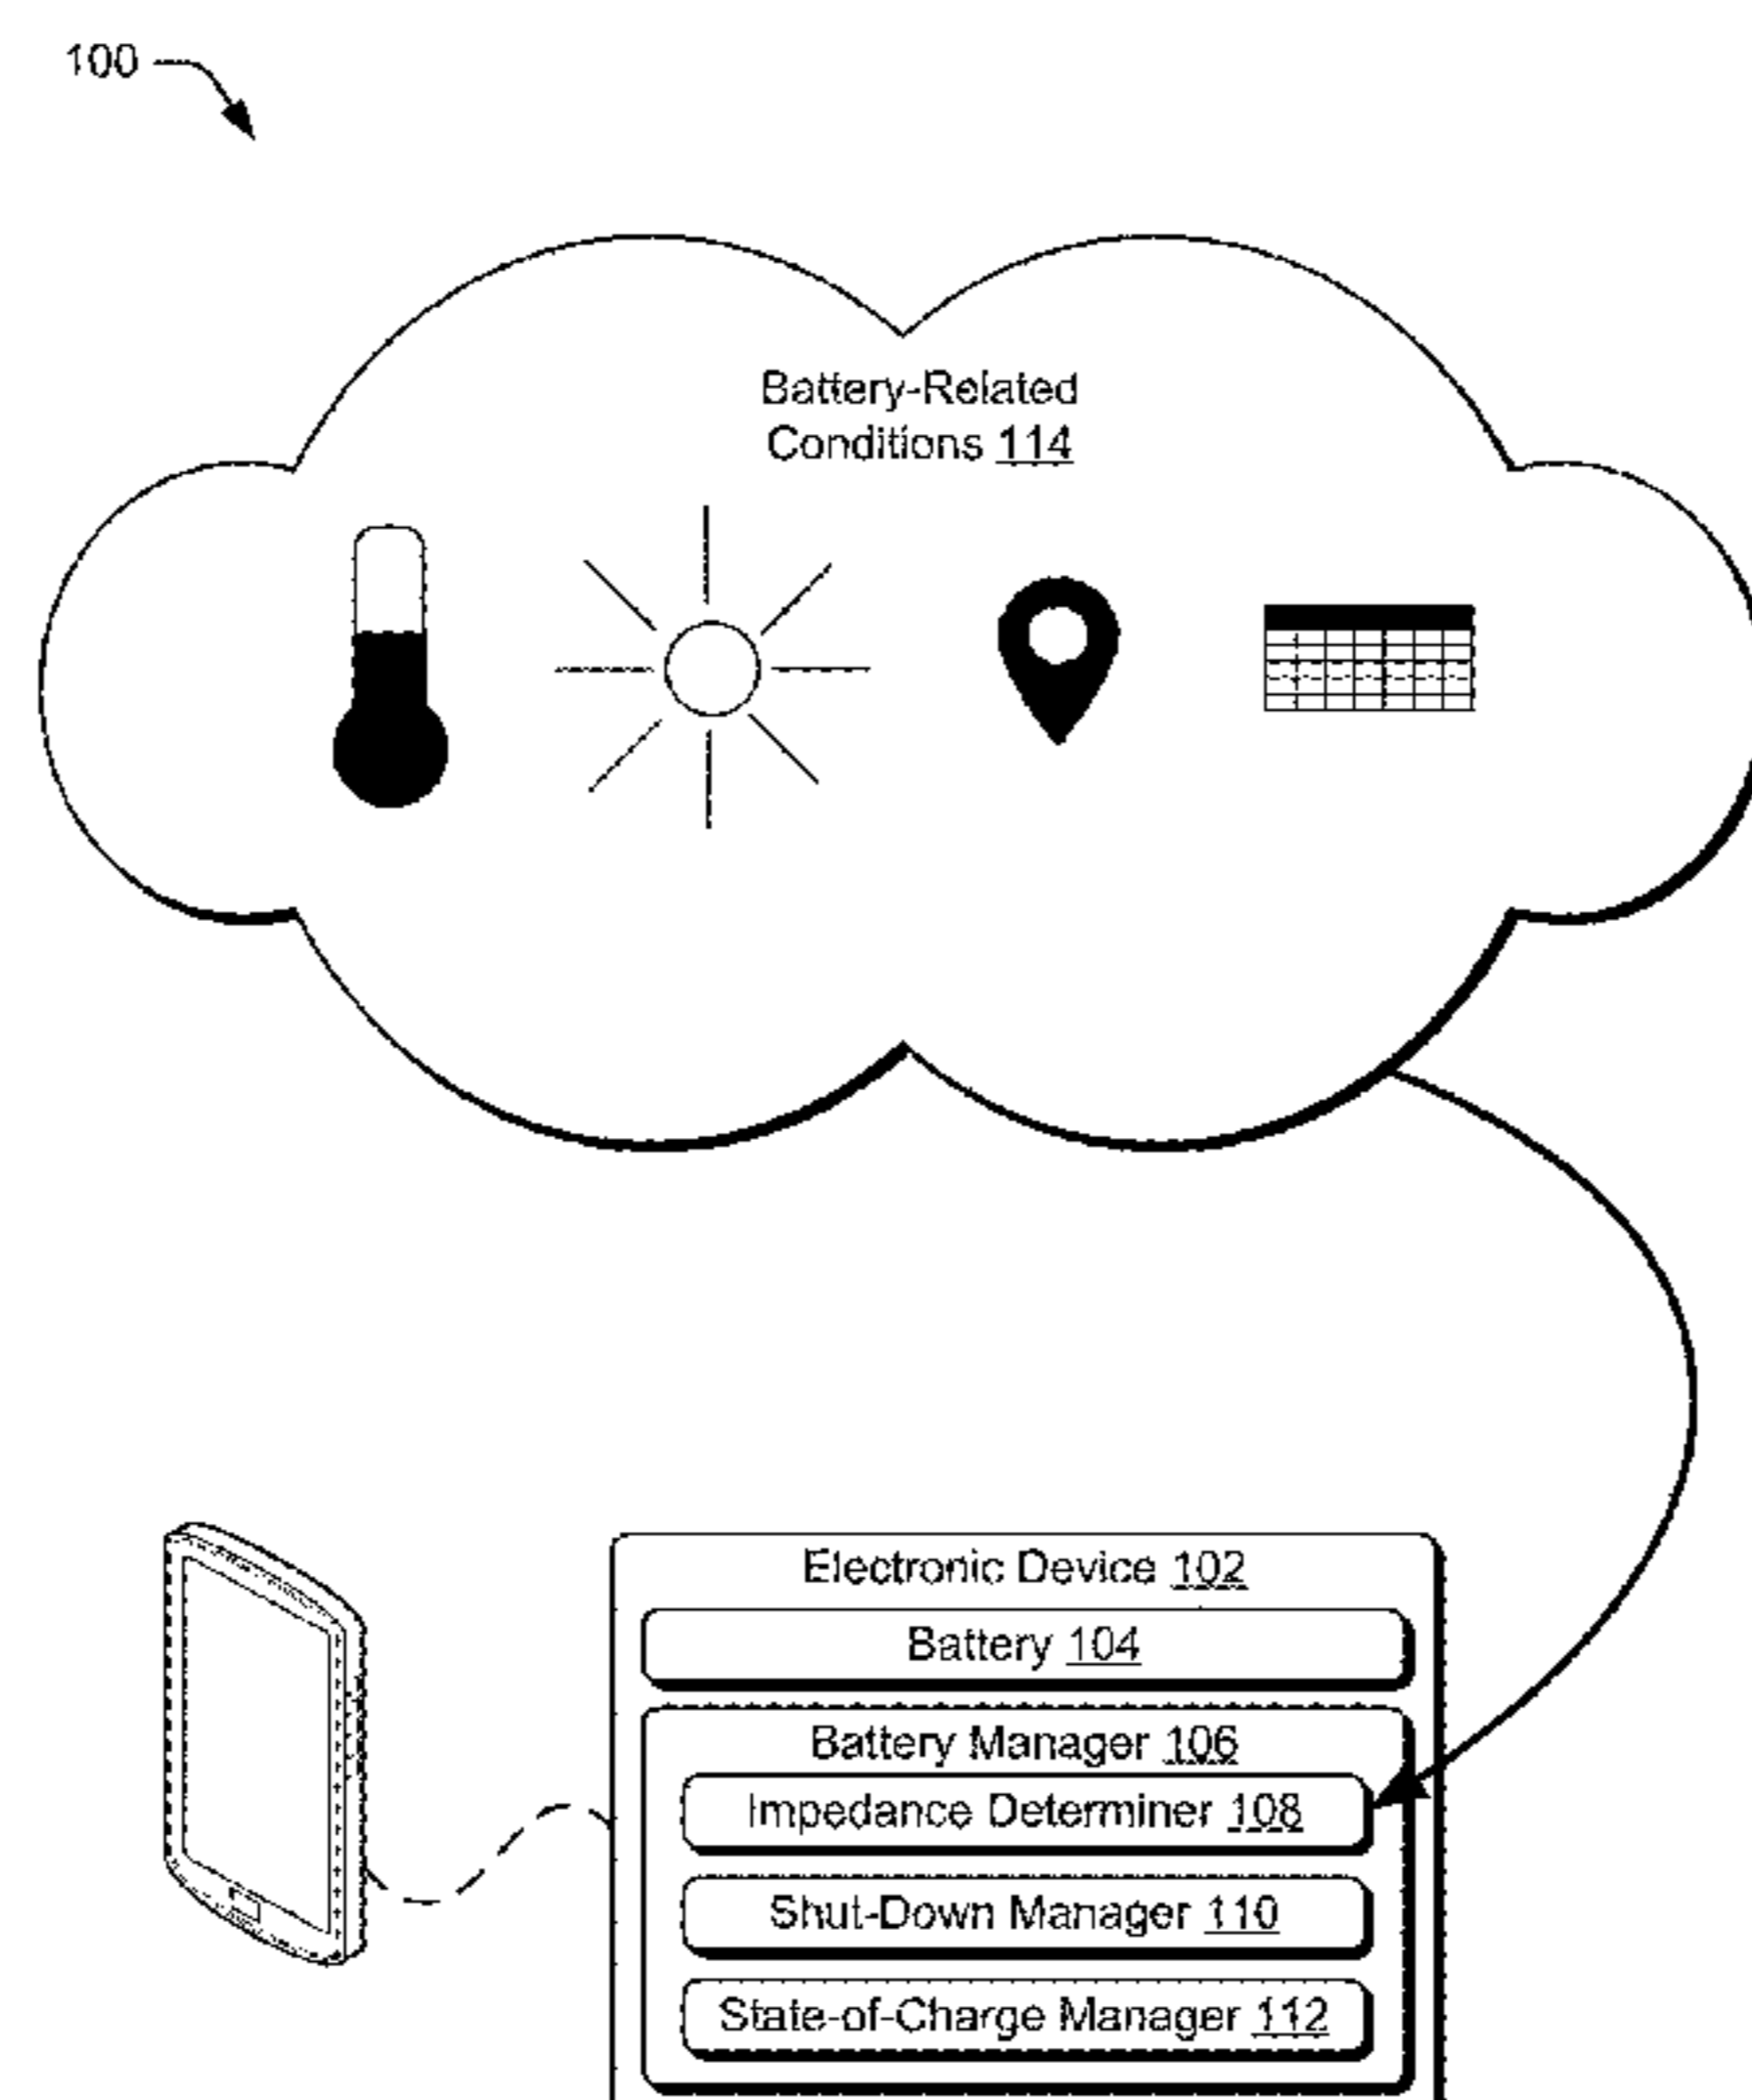 100
Battery-Related
Conditions 114
Electronic Device 102
Battery 104
Battery Manager 106
Impedance Determiner 108
Shut-Down Manager 110
State-of-Charge Manager 112